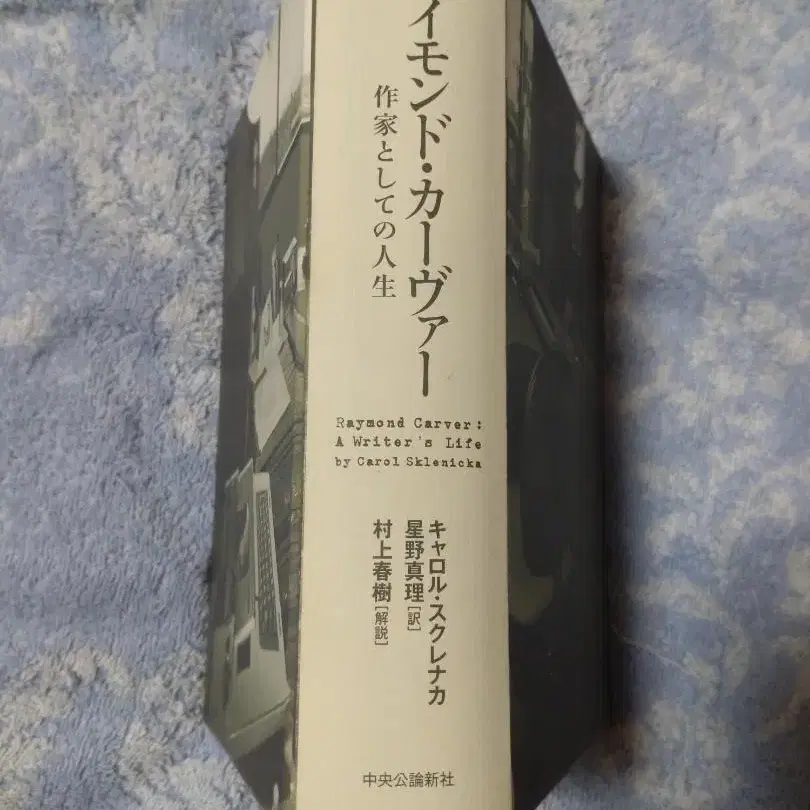 イモンド・カーヴァー
作家としての人生
Raymond Carver:
A Writer's Life
by Carol Sklenicka
キャロル・スクレナカ
星野真理[訳]
村上春樹[解説]
中央公論新社